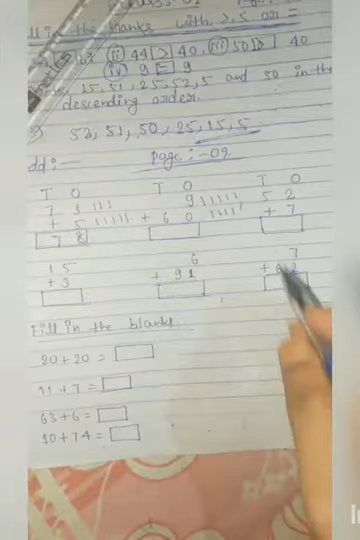 ll in the blanks with >, < or =
(ii) 44 > 40, (iii) 50 > 40
(iv) 9 = 9
15, 51, 25, 52, 5 and 50 in the
descending order.
52, 51, 50, 25, 15, 5
dd:— page:-09.
T O T O T O
7 3 9 5 2
+ 5 + 6 0 + 7
7 8
1 5 6 7
+ 3 + 9 1 + 2
Fill in the blanks
20 + 20 =
11 + 7 =
63 + 6 =
10 + 74 =